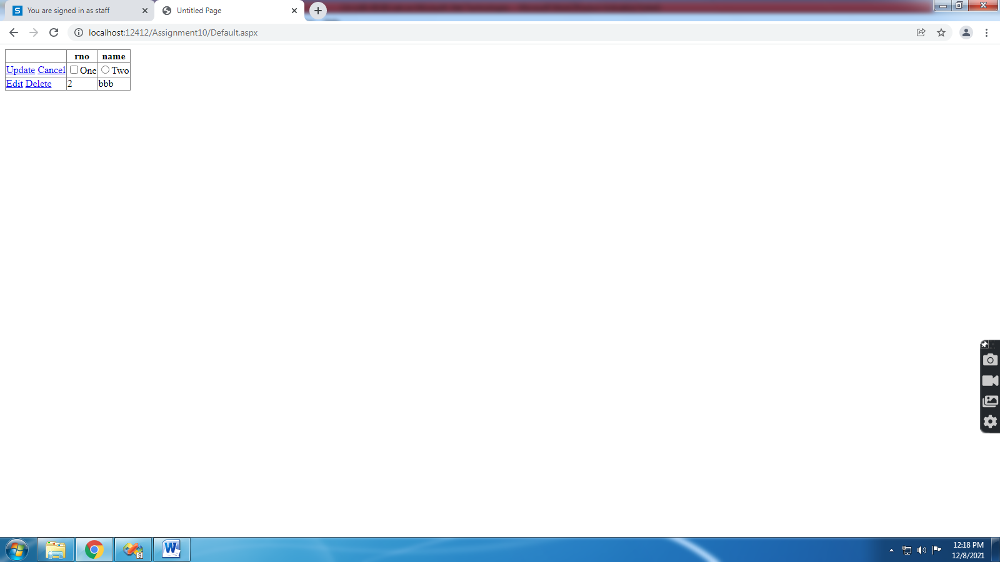 You are signed in as staff
Untitled Page
localhost:12412/Assignment10/Default.aspx
rno name
Update Cancel One Two
Edit Delete 2 bbb
9
12:18 PM
12/8/2021